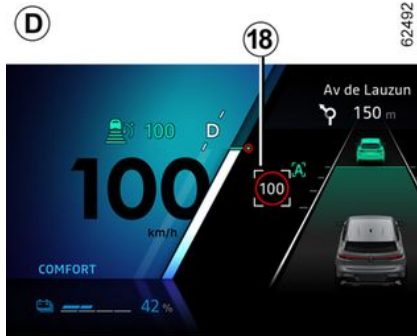 D
18
62492
Av de Lauzun
150 m
100
D
A
100
100
km/h
COMFORT
42 %